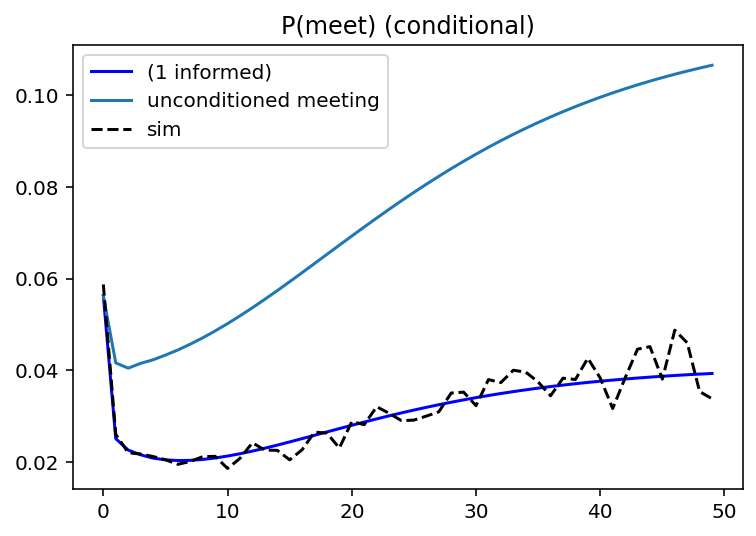 P(meet) (conditional)
(1 informed)
unconditioned meeting
sim
0.10
0.08
0.06
0.04
0.02
0
10
20
30
40
50